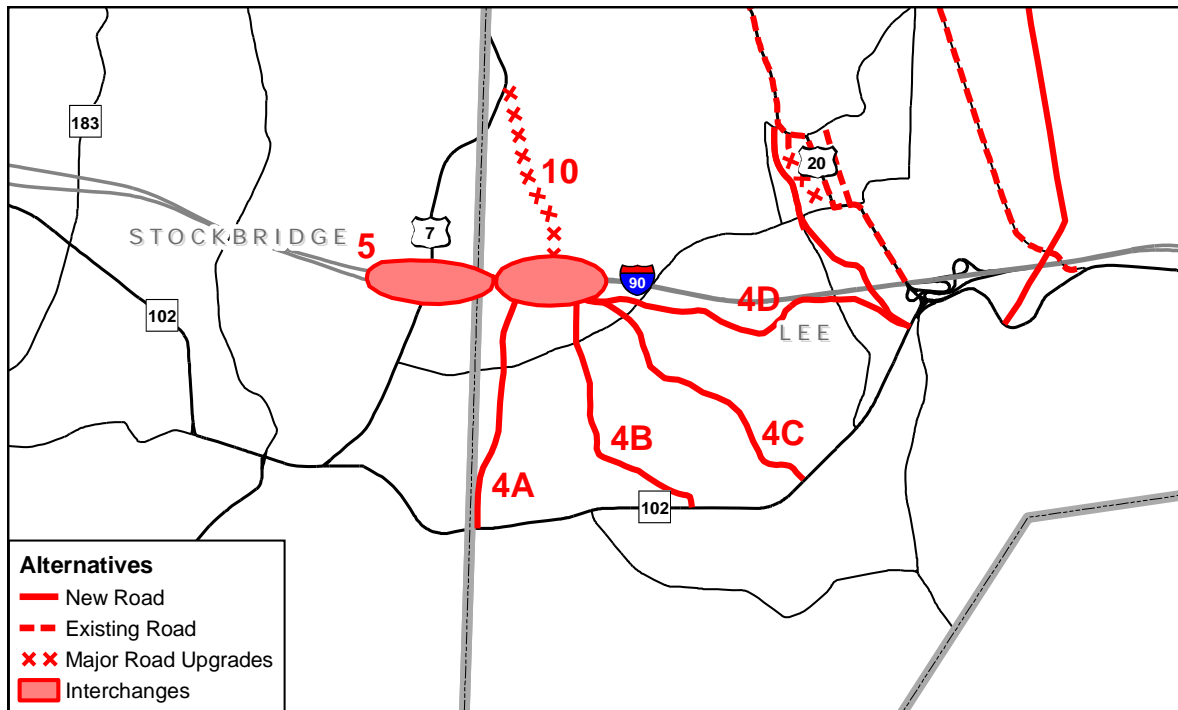 183
10
20
STOCKBRIDGE
7
5
90
4D
102
LEE
4B
4C
4A
102
Alternatives
New Road
Existing Road
Major Road Upgrades
Interchanges